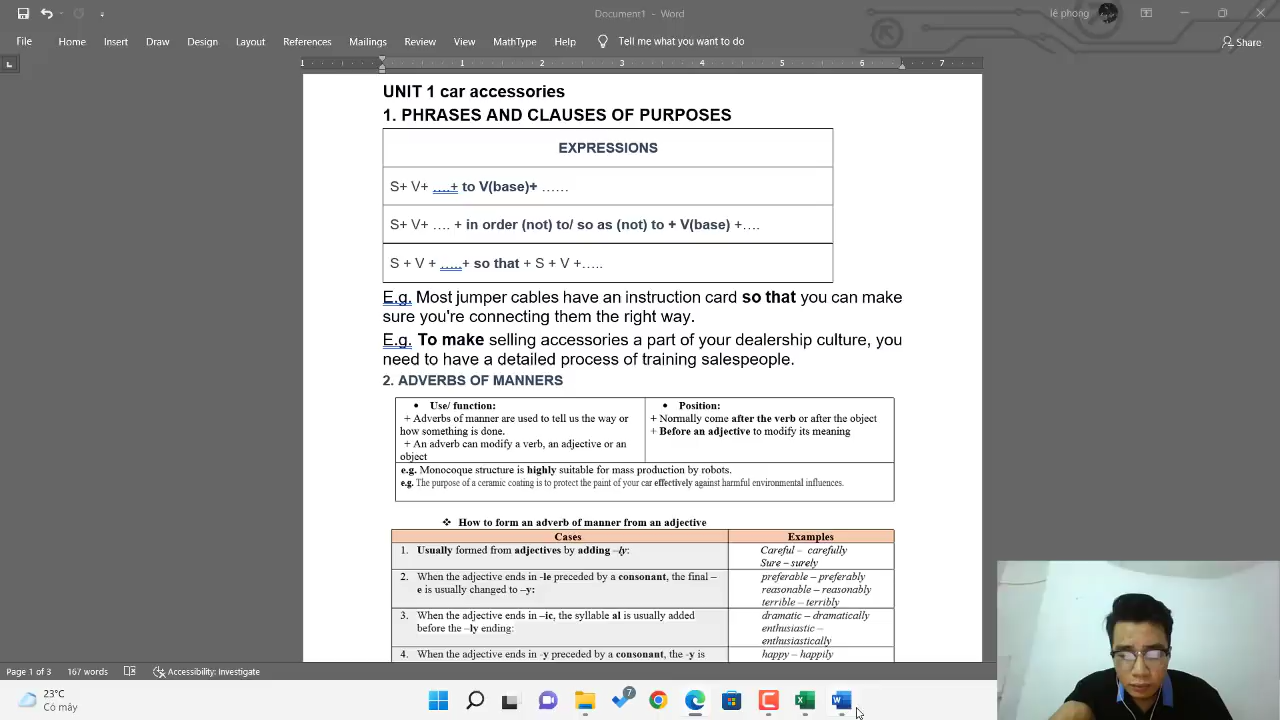 Document1 - Word
lê phong
File Home Insert Draw Design Layout References Mailings Review View MathType Help Tell me what you want to do Share
1 1 2 3 4 5 6 7
UNIT 1 car accessories
1. PHRASES AND CLAUSES OF PURPOSES
EXPRESSIONS
S+ V+ ….+ to V(base)+ ……
S+ V+ …. + in order (not) to/ so as (not) to + V(base) +….
S + V + …..+ so that + S + V +…..
E.g. Most jumper cables have an instruction card so that you can make
sure you're connecting them the right way.
E.g. To make selling accessories a part of your dealership culture, you
need to have a detailed process of training salespeople.
2. ADVERBS OF MANNERS
• Use/ function:
+ Adverbs of manner are used to tell us the way or
how something is done.
+ An adverb can modify a verb, an adjective or an
object
• Position:
+ Normally come after the verb or after the object
+ Before an adjective to modify its meaning
e.g. Monocoque structure is highly suitable for mass production by robots.
e.g. The purpose of a ceramic coating is to protect the paint of your car effectively against harmful environmental influences.
❖ How to form an adverb of manner from an adjective
Cases Examples
1. Usually formed from adjectives by adding –ly:
Careful – carefully
Sure – surely
2. When the adjective ends in -le preceded by a consonant, the final –
e is usually changed to –y:
preferable – preferably
reasonable – reasonably
terrible – terribly
3. When the adjective ends in –ic, the syllable al is usually added
before the –ly ending:
dramatic – dramatically
enthusiastic –
enthusiastically
4. When the adjective ends in -y preceded by a consonant, the -y is
happy – happily
Page 1 of 3 167 words Accessibility: Investigate
23°C
Có mây
7